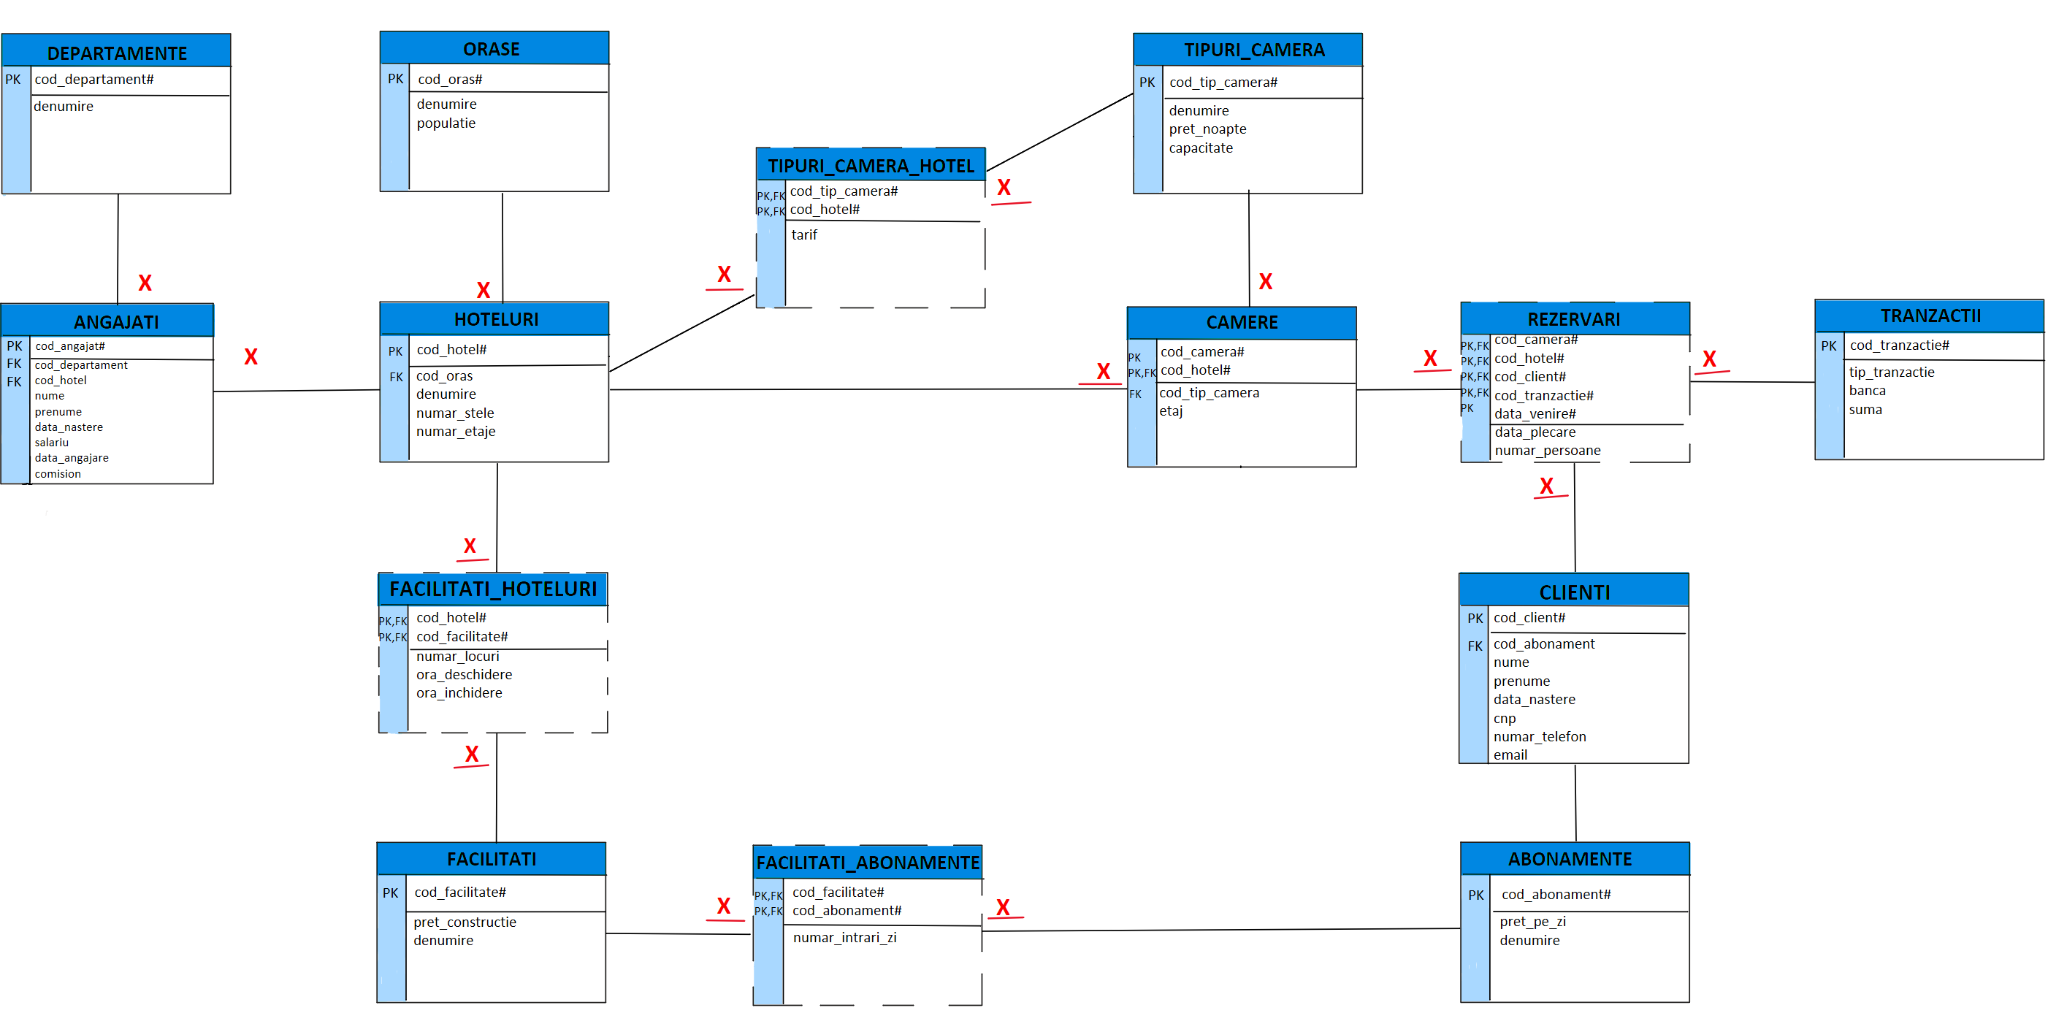 DEPARTAMENTE
PK cod_departament#
denumire
ORASE
PK cod_oras#
denumire
populatie
TIPURI_CAMERA
PK cod_tip_camera#
denumire
pret_noapte
capacitate
TIPURI_CAMERA_HOTEL
PK,FK cod_tip_camera#
PK,FK cod_hotel#
tarif
X
X
X
X
X
ANGAJATI
PK cod_angajat#
FK cod_departament
FK cod_hotel
nume
prenume
data_nastere
salariu
data_angajare
comision
X
HOTELURI
PK cod_hotel#
FK cod_oras
denumire
numar_stele
numar_etaje
X
CAMERE
PK cod_camera#
PK,FK cod_hotel#
FK cod_tip_camera
etaj
X
REZERVARI
PK,FK cod_camera#
PK,FK cod_hotel#
PK,FK cod_client#
PK,FK cod_tranzactie#
PK data_venire#
data_plecare
numar_persoane
X
TRANZACTII
PK cod_tranzactie#
tip_tranzactie
banca
suma
X
X
FACILITATI_HOTELURI
PK,FK cod_hotel#
PK,FK cod_facilitate#
numar_locuri
ora_deschidere
ora_inchidere
X
CLIENTI
PK cod_client#
FK cod_abonament
nume
prenume
data_nastere
cnp
numar_telefon
email
FACILITATI
PK cod_facilitate#
pret_constructie
denumire
X
FACILITATI_ABONAMENTE
PK,FK cod_facilitate#
PK,FK cod_abonament#
numar_intrari_zi
X
ABONAMENTE
PK cod_abonament#
pret_pe_zi
denumire